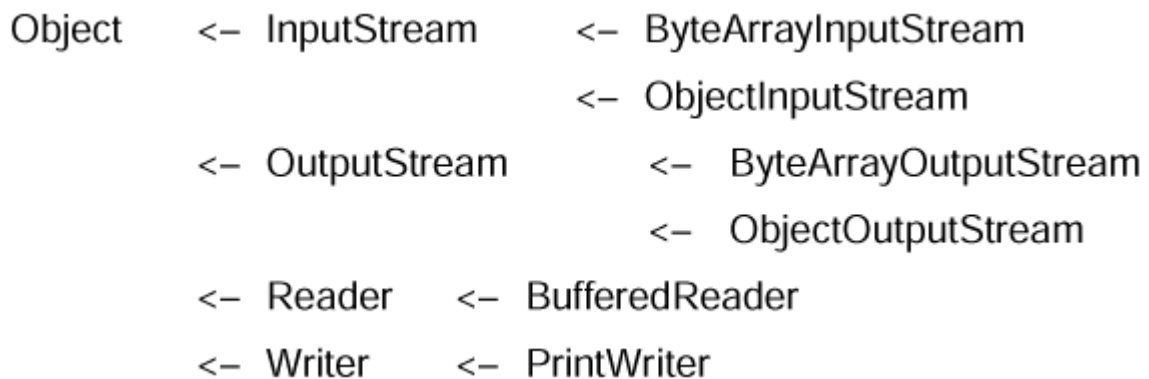 Object <– InputStream <– ByteArrayInputStream
<– ObjectInputStream
<– OutputStream <– ByteArrayOutputStream
<– ObjectOutputStream
<– Reader <– BufferedReader
<– Writer <– PrintWriter